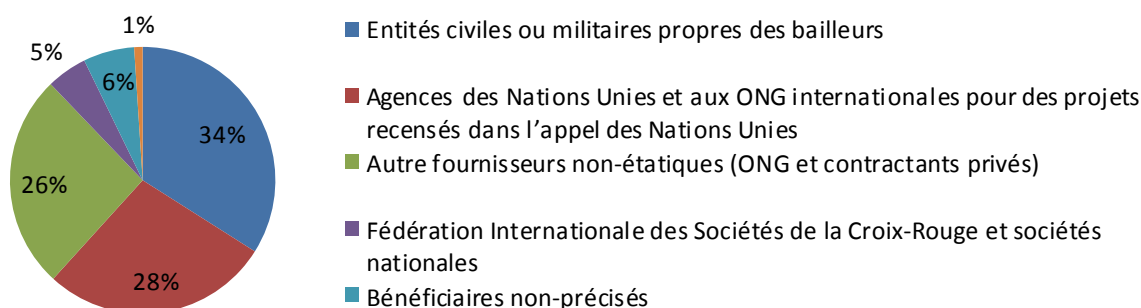 1%
5%
6%
34%
26%
28%
Entités civiles ou militaires propres des bailleurs
Agences des Nations Unies et aux ONG internationales pour des projets
recensés dans l'appel des Nations Unies
Autre fournisseurs non-étatiques (ONG et contractants privés)
Fédération Internationale des Sociétés de la Croix-Rouge et sociétés
nationales
Bénéficiaires non-précisés